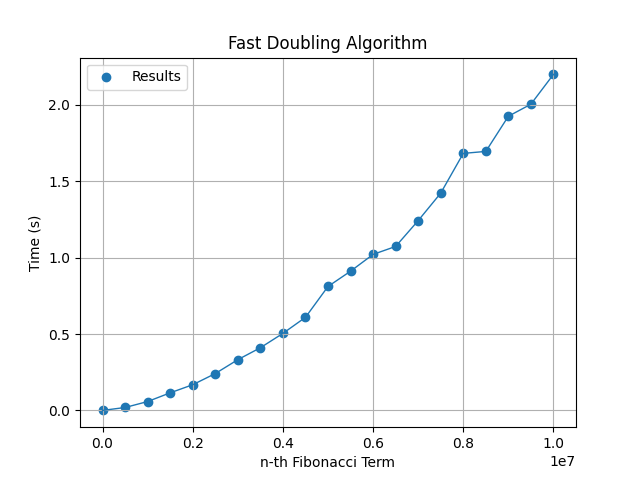 Fast Doubling Algorithm
Results
Time (s)
2.0
1.5
1.0
0.5
0.0
0.0 0.2 0.4 0.6 0.8 1.0
1e7
n-th Fibonacci Term